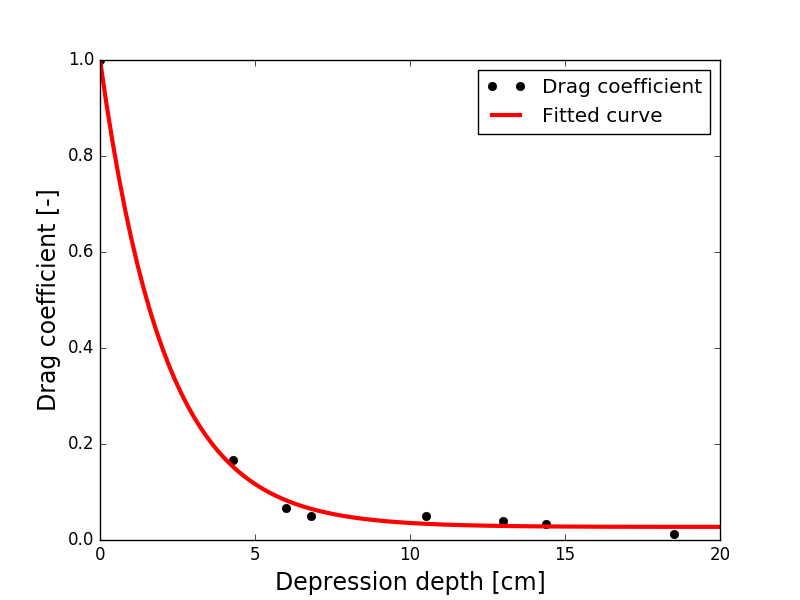 Drag coefficient
Fitted curve
1.0
0.8
0.6
0.4
0.2
0.0
0
5
10
15
20
Drag coefficient [-]
Depression depth [cm]